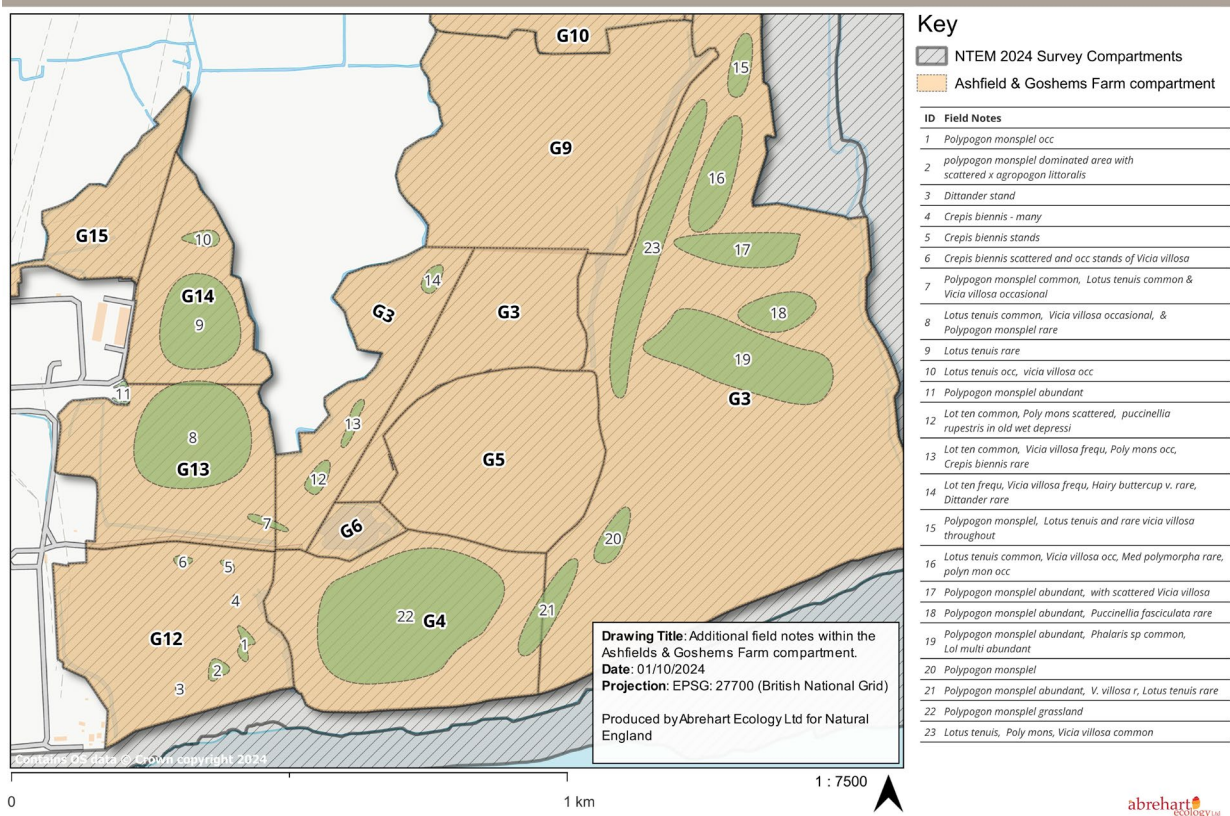 G10
15
G9
16
G15
10
23
17
14
G14
G3
G3
18
9
19
11
G3
13
8
G5
G13
12
7
G6
20
6
5
4
22 G4
21
G12
1
2
3
Drawing Title: Additional field notes within the
Ashfields & Goshems Farm compartment.
Date: 01/10/2024
Projection: EPSG: 27700 (British National Grid)
Produced by Abrehart Ecology Ltd for Natural
England
Contains OS data © Crown copyright 2024
0
1 km
1 : 7500
Key
NTEM 2024 Survey Compartments
Ashfield & Goshems Farm compartment
ID Field Notes
1 Polypogon monsplel occ
2 polypogon monsplel dominated area with
scattered x agropogon littoralis
3 Dittander stand
4 Crepis biennis - many
5 Crepis biennis stands
6 Crepis biennis scattered and occ stands of Vicia villosa
7 Polypogon monsplel common, Lotus tenuis common &
Vicia villosa occasional
8 Lotus tenuis common, Vicia villosa occasional, &
Polypogon monsplel rare
9 Lotus tenuis rare
10 Lotus tenuis occ, vicia villosa occ
11 Polypogon monsplel abundant
12 Lot ten common, Poly mons scattered, puccinellia
rupestris in old wet depressi
13 Lot ten common, Vicia villosa frequ, Poly mons occ,
Crepis biennis rare
14 Lot ten frequ, Vicia villosa frequ, Hairy buttercup v. rare,
Dittander rare
15 Polypogon monsplel, Lotus tenuis and rare vicia villosa
throughout
16 Lotus tenuis common, Vicia villosa occ, Med polymorpha rare,
polyn mon occ
17 Polypogon monsplel abundant, with scattered Vicia villosa
18 Polypogon monsplel abundant, Puccinellia fasciculata rare
19 Polypogon monsplel abundant, Phalaris sp common,
Lol multi abundant
20 Polypogon monsplel
21 Polypogon monsplel abundant, V. villosa r, Lotus tenuis rare
22 Polypogon monsplel grassland
23 Lotus tenuis, Poly mons, Vicia villosa common
abrehart
ecology Ltd